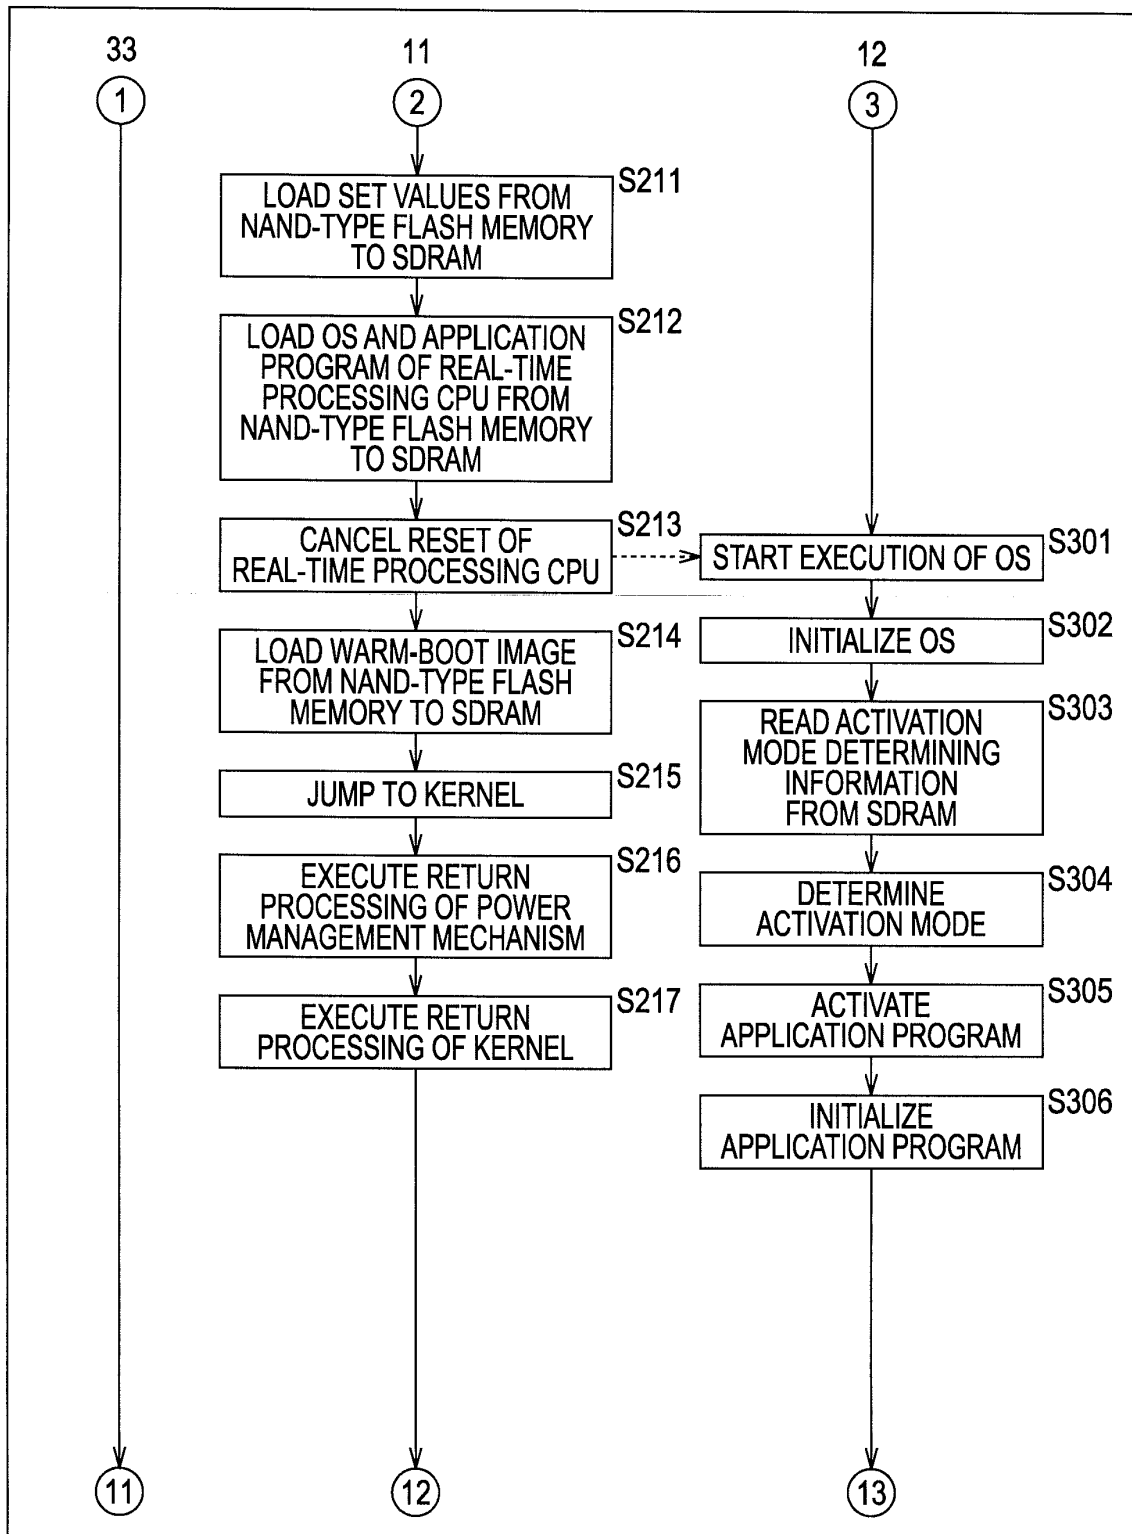 33
1
11
2
12
3
S211
LOAD SET VALUES FROM
NAND-TYPE FLASH MEMORY
TO SDRAM
S212
LOAD OS AND APPLICATION
PROGRAM OF REAL-TIME
PROCESSING CPU FROM
NAND-TYPE FLASH MEMORY
TO SDRAM
S213
CANCEL RESET OF
REAL-TIME PROCESSING CPU
S214
LOAD WARM-BOOT IMAGE
FROM NAND-TYPE FLASH
MEMORY TO SDRAM
S215
JUMP TO KERNEL
S216
EXECUTE RETURN
PROCESSING OF POWER
MANAGEMENT MECHANISM
S217
EXECUTE RETURN
PROCESSING OF KERNEL
S301
START EXECUTION OF OS
S302
INITIALIZE OS
S303
READ ACTIVATION
MODE DETERMINING
INFORMATION
FROM SDRAM
S304
DETERMINE
ACTIVATION MODE
S305
ACTIVATE
APPLICATION PROGRAM
S306
INITIALIZE
APPLICATION PROGRAM
11
12
13